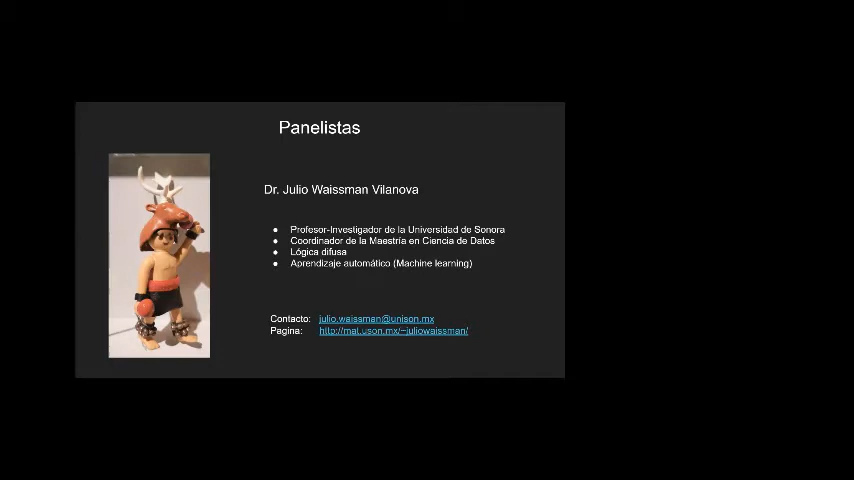 Panelistas
Dr. Julio Waissman Vilanova
● Profesor-Investigador de la Universidad de Sonora
● Coordinador de la Maestría en Ciencia de Datos
● Lógica difusa
● Aprendizaje automático (Machine learning)
Contacto: julio.waissman@unison.mx
Pagina: http://mat.uson.mx/~juliowaissman/